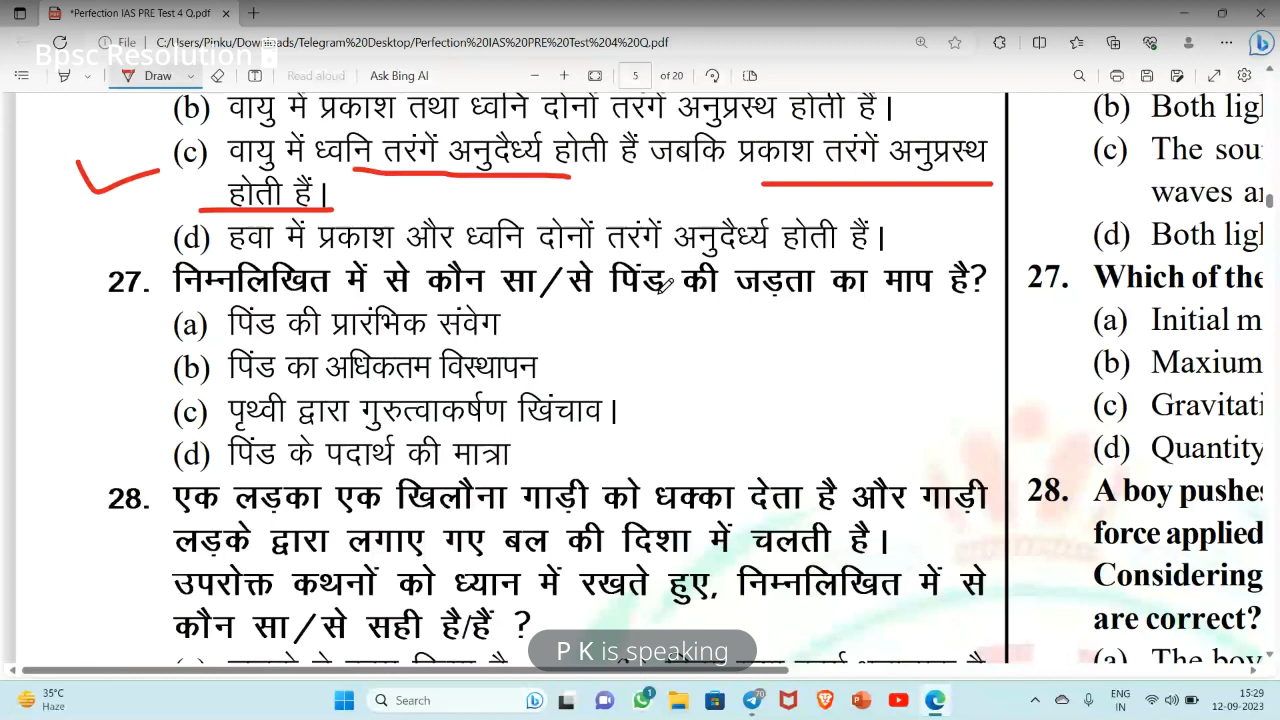 *Perfection IAS PRE Test 4 Q.pdf
File C:/Users/Pinku/Downloads/Telegram%20Desktop/Perfection%20IAS%20PRE%20Test%204%20Q.pdf
Bpsc Resolution
Draw Read aloud Ask Bing AI 5 of 20
(b) वायु में प्रकाश तथा ध्वनि दोनों तरंगें अनुप्रस्थ होती हैं।
(c) वायु में ध्वनि तरंगें अनुदैर्ध्य होती हैं जबकि प्रकाश तरंगें अनुप्रस्थ
होती हैं।
(d) हवा में प्रकाश और ध्वनि दोनों तरंगें अनुदैर्ध्य होती हैं।
27. निम्नलिखित में से कौन सा/से पिंड की जड़ता का माप है?
(a) पिंड की प्रारंभिक संवेग
(b) पिंड का अधिकतम विस्थापन
(c) पृथ्वी द्वारा गुरुत्वाकर्षण खिंचाव।
(d) पिंड के पदार्थ की मात्रा
28. एक लड़का एक खिलौना गाड़ी को धक्का देता है और गाड़ी
लड़के द्वारा लगाए गए बल की दिशा में चलती है।
उपरोक्त कथनों को ध्यान में रखते हुए, निम्नलिखित में से
कौन सा/से सही है/हैं ?
(b) Both ligh
(c) The sou
waves a
(d) Both ligh
27. Which of the
(a) Initial m
(b) Maxium
(c) Gravitati
(d) Quantity
28. A boy pushes
force applied
Considering
are correct?
(a) The boy
P K is speaking
35°C
Haze
Search
1
70
ENG
IN
15:29
12-09-2023